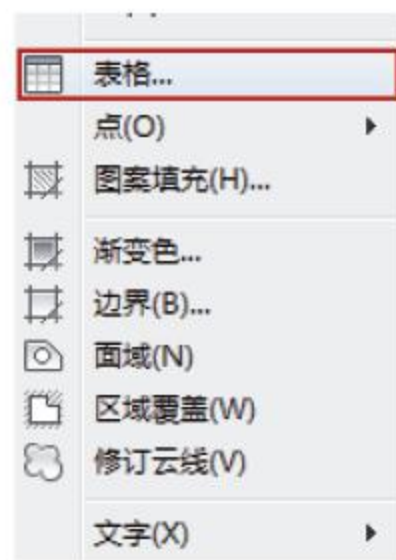 表格...
点(O)
图案填充(H)...
渐变色...
边界(B)...
面域(N)
区域覆盖(W)
修订云线(V)
文字(X)